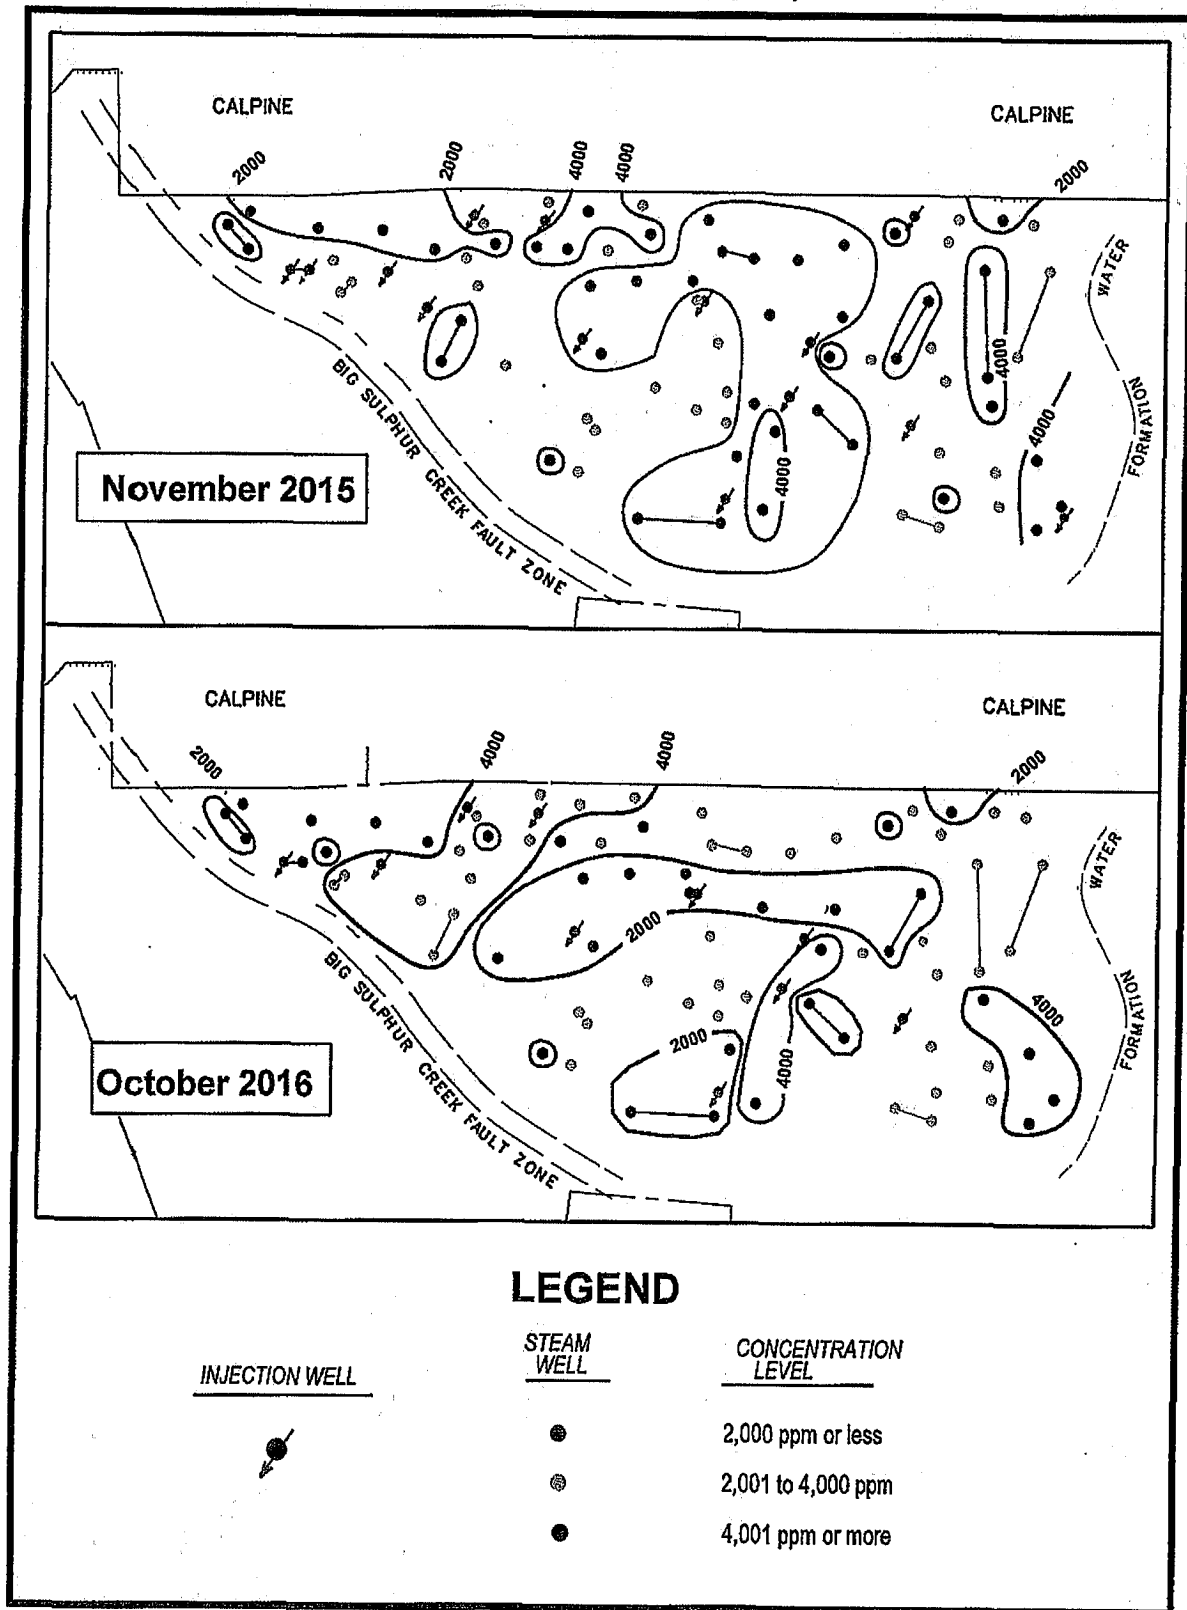 CALPINE
CALPINE
2000
2000
4000
4000
2000
WATER
FORMATION
4000
4000
4000
BIG SULPHUR CREEK FAULT ZONE
November 2015
CALPINE
CALPINE
2000
4000
4000
2000
WATER
FORMATION
2000
4000
2000
4000
BIG SULPHUR CREEK FAULT ZONE
October 2016
LEGEND
INJECTION WELL
STEAM
WELL
CONCENTRATION
LEVEL
2,000 ppm or less
2,001 to 4,000 ppm
4,001 ppm or more